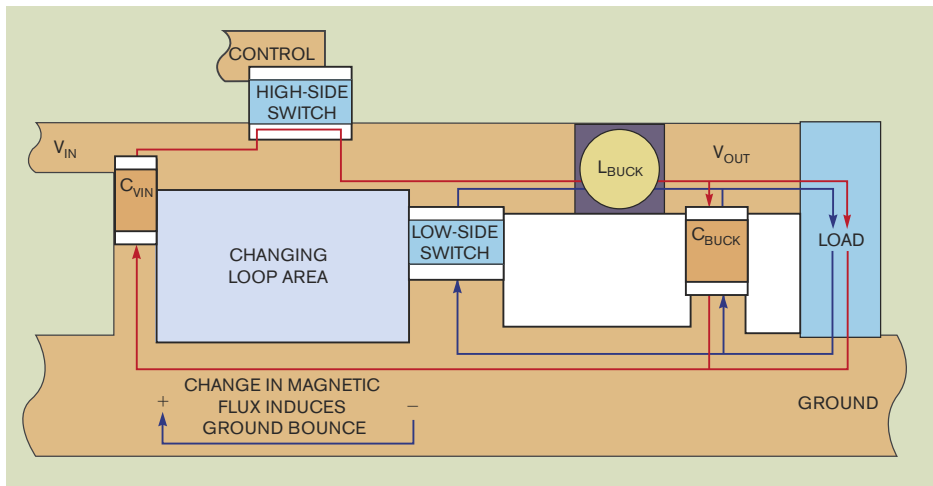 CONTROL
HIGH-SIDE
SWITCH
VIN
CVIN
LBUCK
VOUT
LOW-SIDE
SWITCH
CBUCK
LOAD
CHANGING
LOOP AREA
CHANGE IN MAGNETIC
+ FLUX INDUCES −
GROUND BOUNCE
GROUND